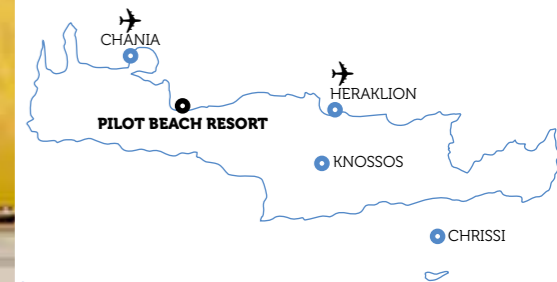 CHANIA
HERAKLION
PILOT BEACH RESORT
KNOSSOS
CHRISSI